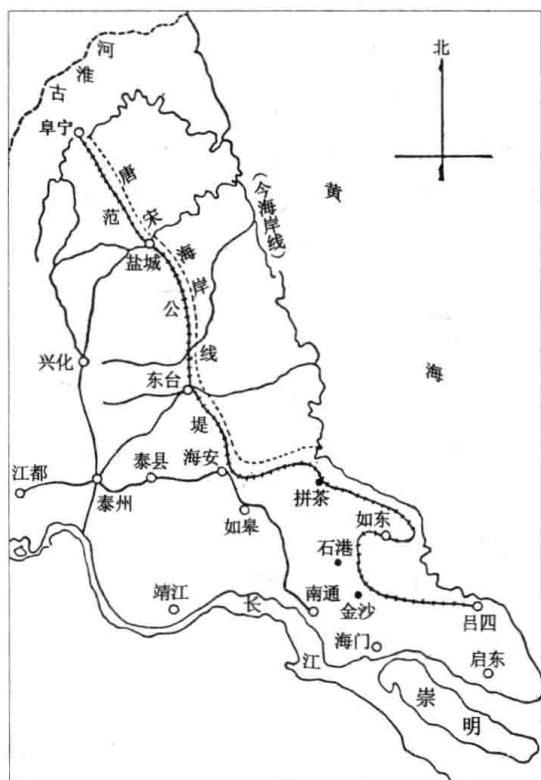 北
古淮河
阜宁
唐宋海岸线
范公堤
盐城
(今海岸线)
黄海
兴化
东台
江都
泰州
泰县
海安
拼茶
如皋
如东
石港
靖江
南通
金沙
吕四
长江
海门
启东
崇明